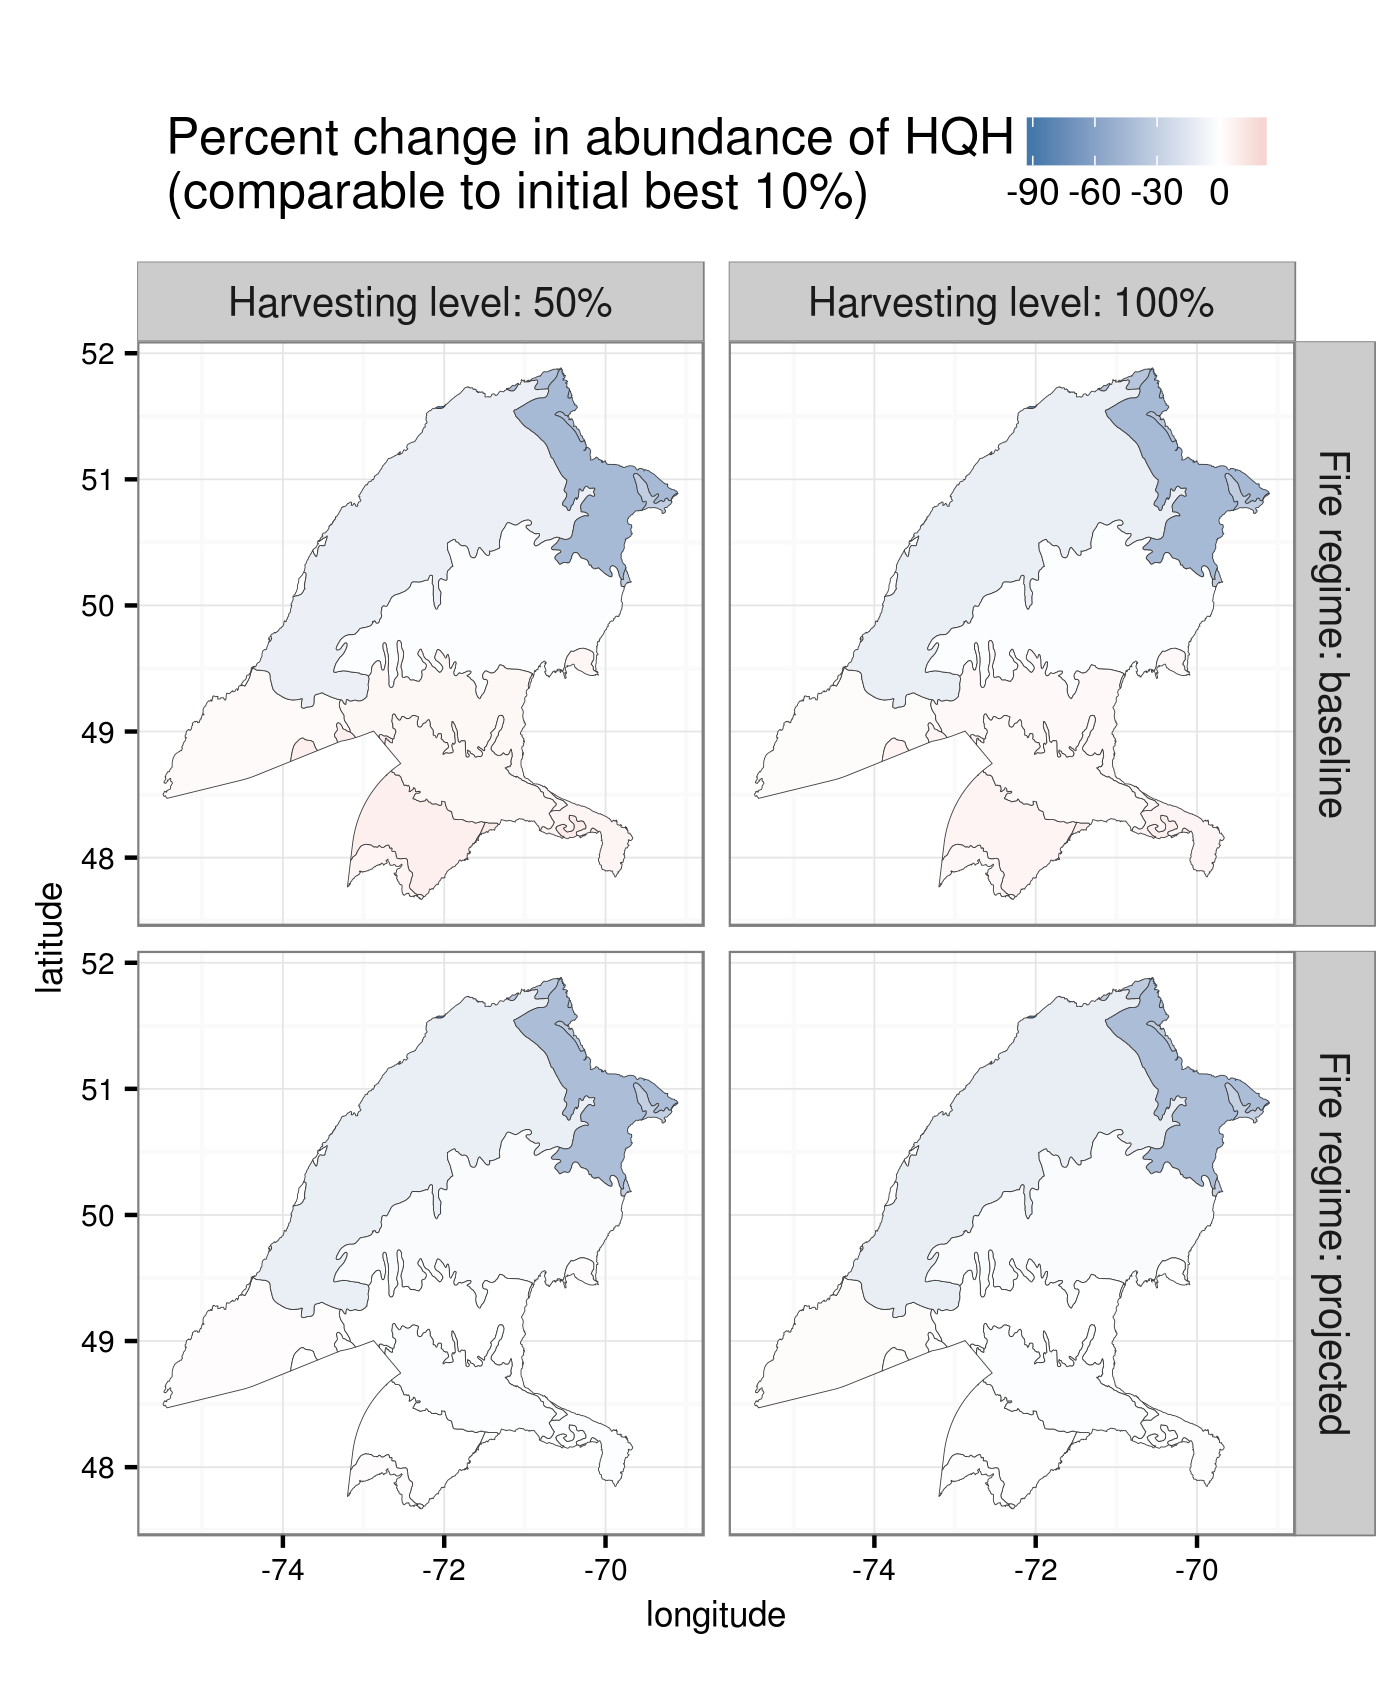 Percent change in abundance of HQH
(comparable to initial best 10%)
-90 -60 -30 0
Harvesting level: 50%
Harvesting level: 100%
52
51
50
49
48
Fire regime: baseline
latitude
52
51
50
49
48
Fire regime: projected
-74 -72 -70
-74 -72 -70
longitude